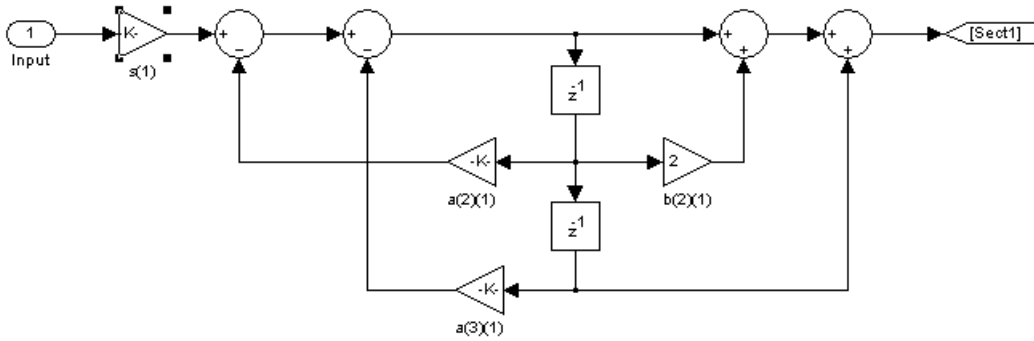 1
Input
K-
s(1)
+
−
+
−
+
+
+
+
[Sect1]
z-1
-K-
a(2)(1)
2
b(2)(1)
z-1
-K-
a(3)(1)